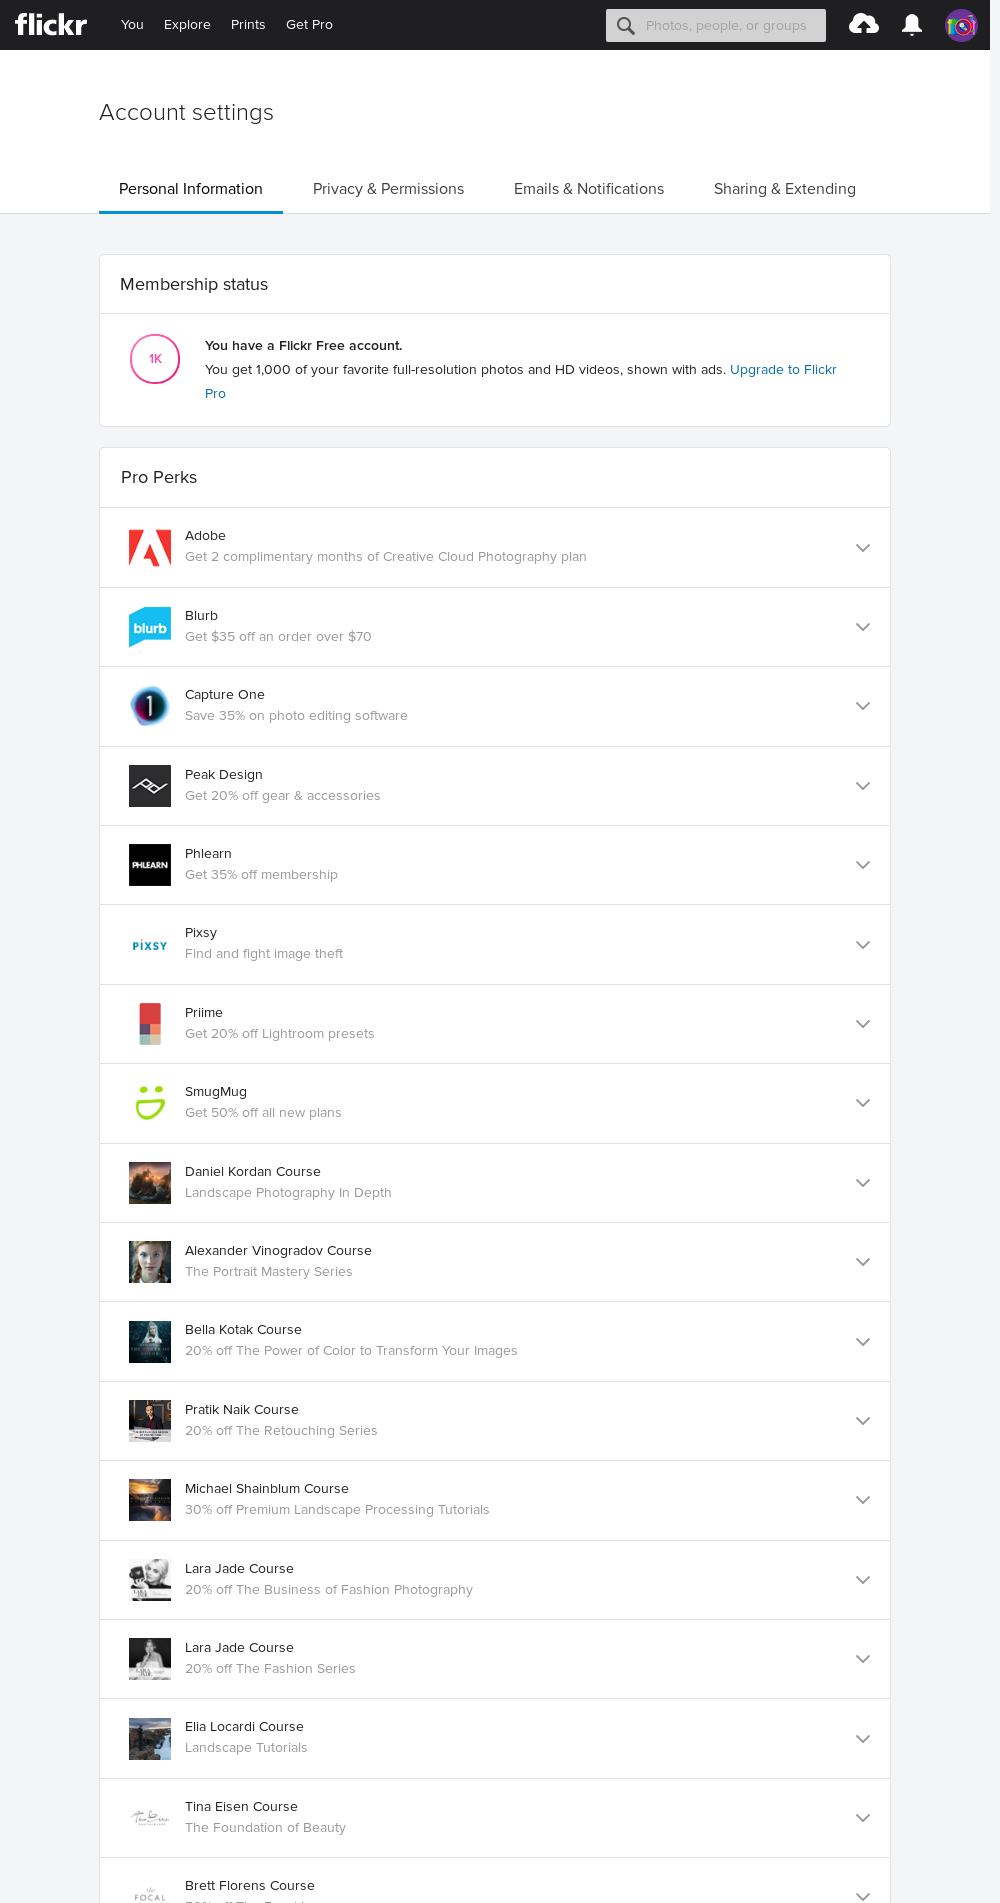 flickr You Explore Prints Get Pro Photos, people, or groups
Account settings
Personal Information Privacy & Permissions Emails & Notifications Sharing & Extending
Membership status
1K
You have a Flickr Free account.
You get 1,000 of your favorite full-resolution photos and HD videos, shown with ads. Upgrade to Flickr
Pro
Pro Perks
Adobe
Get 2 complimentary months of Creative Cloud Photography plan
blurb
Blurb
Get $35 off an order over $70
1
Capture One
Save 35% on photo editing software
Peak Design
Get 20% off gear & accessories
PHLEARN
Phlearn
Get 35% off membership
PIXSY
Pixsy
Find and fight image theft
Priime
Get 20% off Lightroom presets
SmugMug
Get 50% off all new plans
Daniel Kordan Course
Landscape Photography In Depth
Alexander Vinogradov Course
The Portrait Mastery Series
Bella Kotak Course
20% off The Power of Color to Transform Your Images
Pratik Naik Course
20% off The Retouching Series
Michael Shainblum Course
30% off Premium Landscape Processing Tutorials
Lara Jade Course
20% off The Business of Fashion Photography
Lara Jade Course
20% off The Fashion Series
Elia Locardi Course
Landscape Tutorials
Tina Eisen Course
The Foundation of Beauty
the
FOCAL
Brett Florens Course